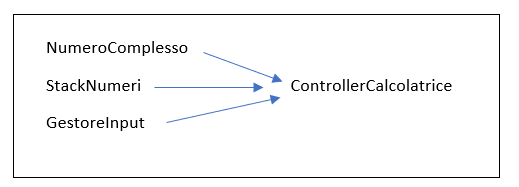 NumeroComplesso
StackNumeri
ControllerCalcolatrice
GestoreInput